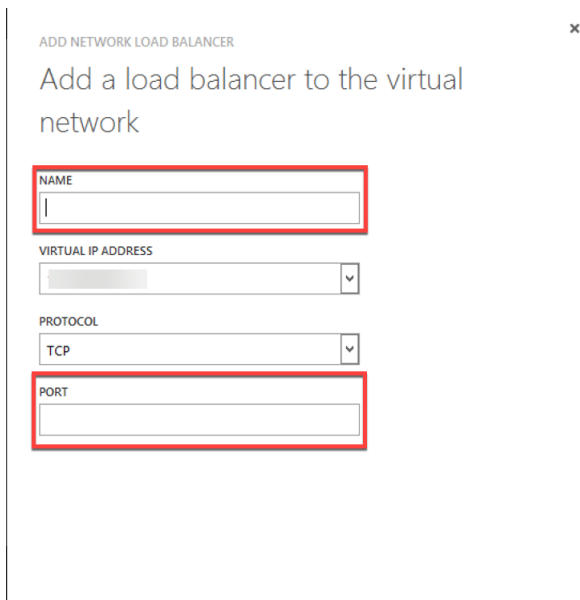 ADD NETWORK LOAD BALANCER
Add a load balancer to the virtual
network
NAME
VIRTUAL IP ADDRESS
PROTOCOL
TCP
PORT